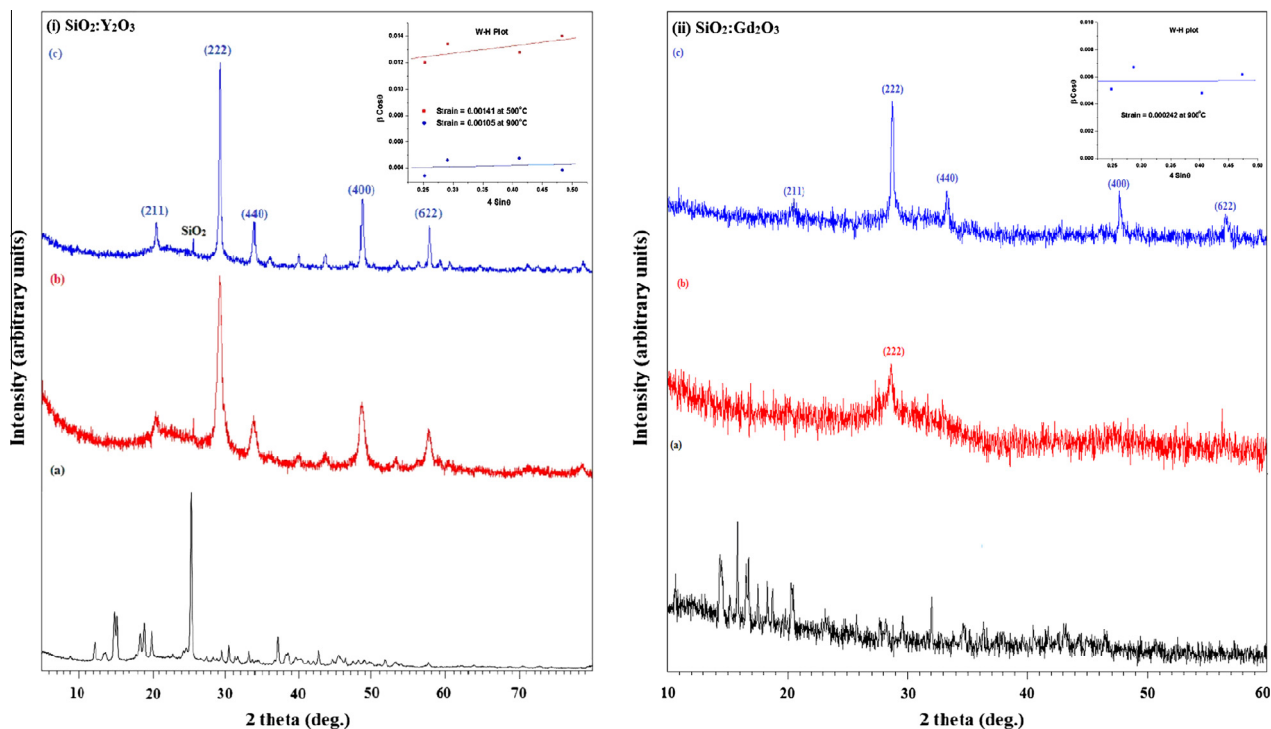 (i) SiO₂:Y₂O₃
(c)
(222)
(211)
SiO₂
(440)
(400)
(622)
(b)
(a)
Intensity (arbitrary units)
10 20 30 40 50 60 70
2 theta (deg.)
W-H Plot
0.014
0.012
0.010
0.008
0.006
0.004
β Cosθ
Strain = 0.00141 at 500°C
Strain = 0.00105 at 900°C
0.25 0.30 0.35 0.40 0.45 0.50
4 Sinθ
(ii) SiO₂:Gd₂O₃
(c)
(222)
(211)
(440)
(400)
(622)
(b)
(222)
(a)
Intensity (arbitrary units)
10 20 30 40 50 60
2 theta (deg.)
W-H plot
0.010
0.008
0.006
0.004
0.002
0.000
β Cosθ
Strain = 0.000242 at 900°C
0.25 0.30 0.35 0.40 0.45 0.50
4 Sinθ